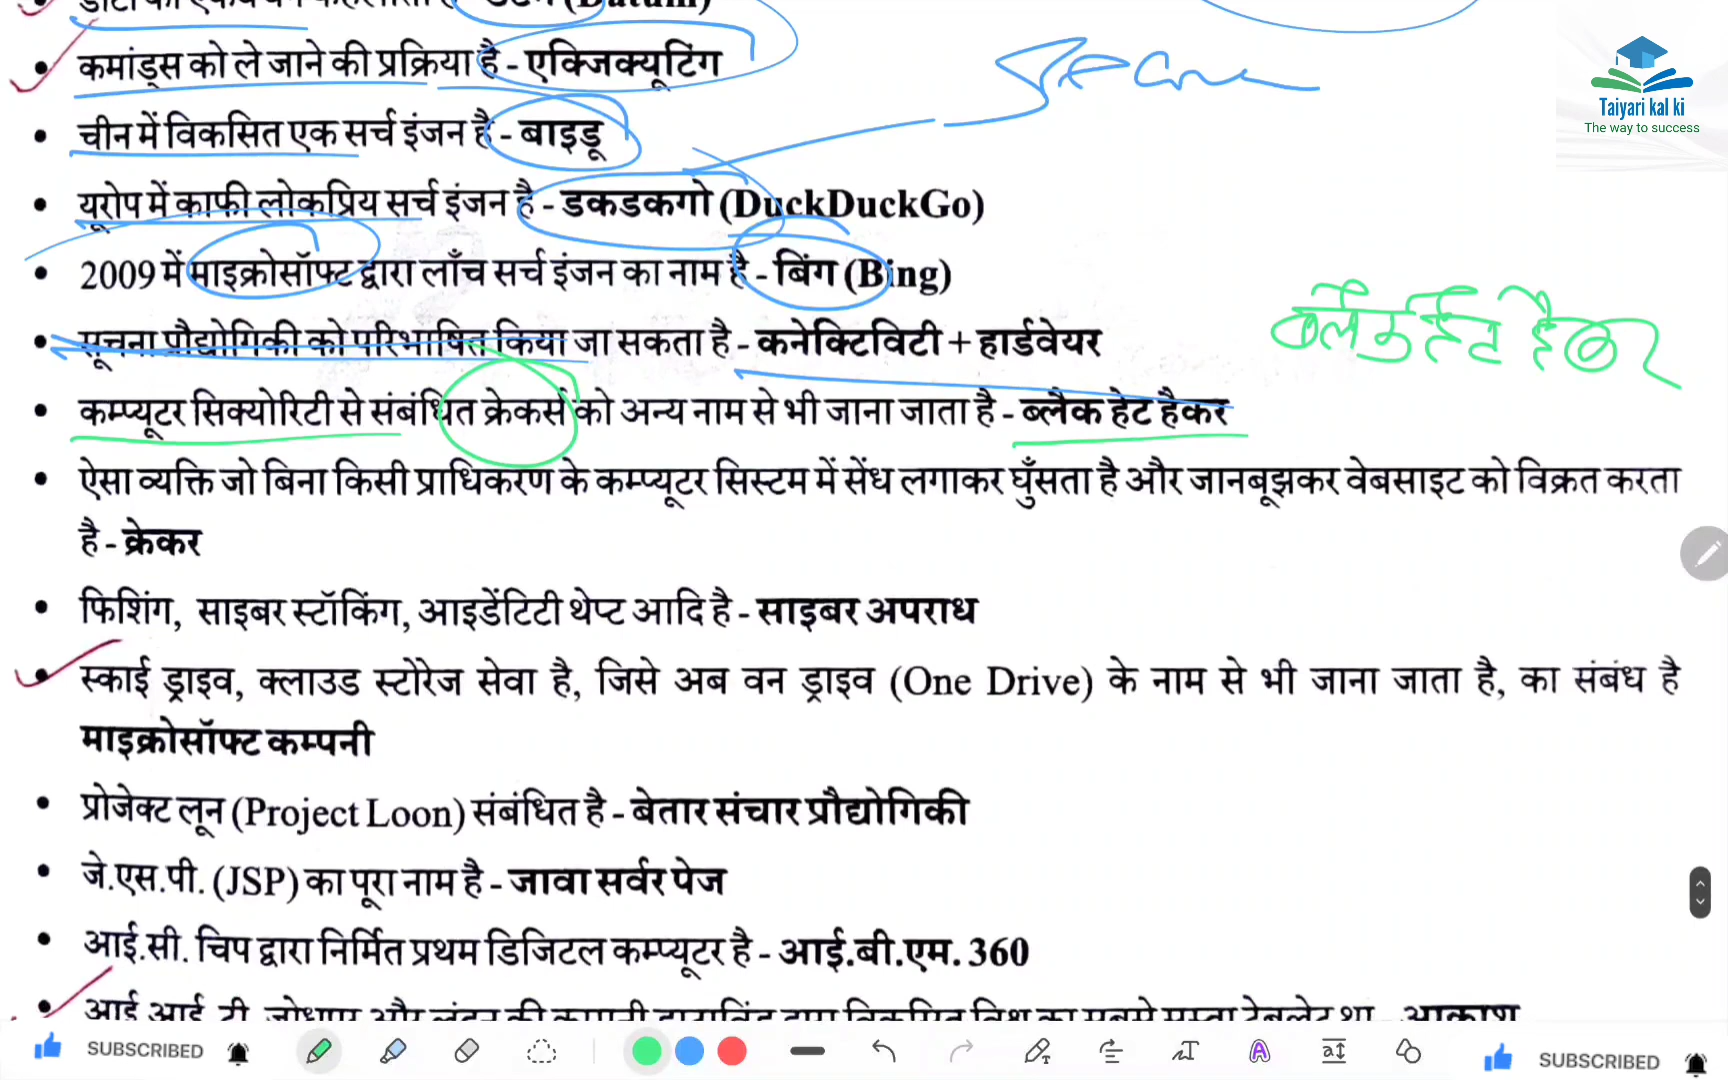 कमांड्स को ले जाने की प्रक्रिया है - एक्जिक्यूटिंग
Taiyari kal ki
The way to success
चीन में विकसित एक सर्च इंजन है - बाइडू
यूरोप में काफी लोकप्रिय सर्च इंजन है - डकडकगो (DuckDuckGo)
2009 में माइक्रोसॉफ्ट द्वारा लाँच सर्च इंजन का नाम है - बिंग (Bing)
सूचना प्रौद्योगिकी को परिभाषित किया जा सकता है - कनेक्टिविटी + हार्डवेयर
कम्प्यूटर सिक्योरिटी से संबंधित क्रेकर्स को अन्य नाम से भी जाना जाता है - ब्लैक हेट हैकर
ऐसा व्यक्ति जो बिना किसी प्राधिकरण के कम्प्यूटर सिस्टम में सेंध लगाकर घुँसता है और जानबूझकर वेबसाइट को विक्रत करता
है - क्रेकर
फिशिंग, साइबर स्टॉकिंग, आइडेंटिटी थेप्ट आदि है - साइबर अपराध
स्काई ड्राइव, क्लाउड स्टोरेज सेवा है, जिसे अब वन ड्राइव (One Drive) के नाम से भी जाना जाता है, का संबंध है
माइक्रोसॉफ्ट कम्पनी
प्रोजेक्ट लून (Project Loon) संबंधित है - बेतार संचार प्रौद्योगिकी
जे.एस.पी. (JSP) का पूरा नाम है - जावा सर्वर पेज
आई.सी. चिप द्वारा निर्मित प्रथम डिजिटल कम्प्यूटर है - आई.बी.एम. 360
SUBSCRIBED
SUBSCRIBED